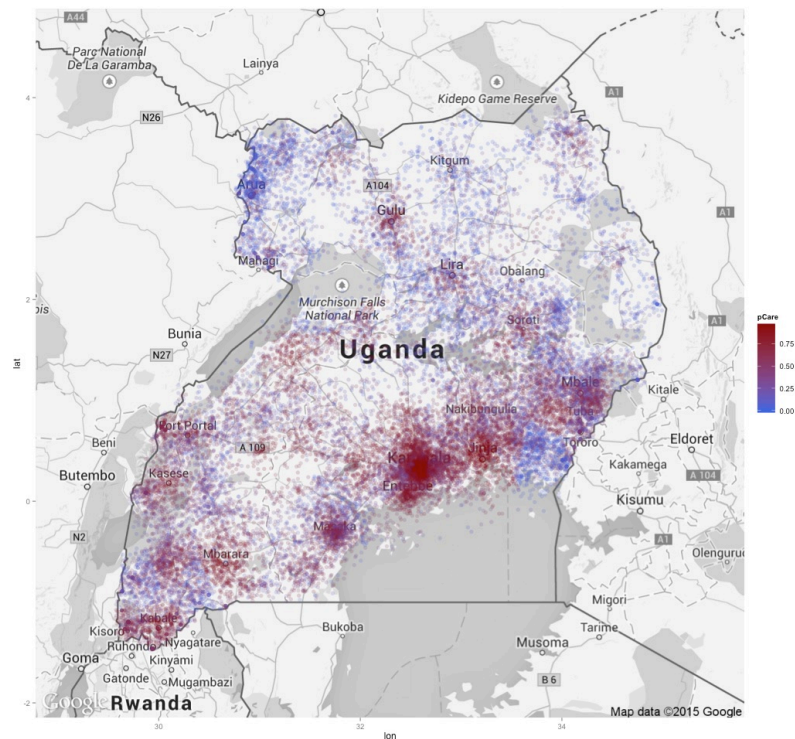 A44
Parc National
De La Garamba
Lainya
Kidepo Game Reserve
A1
4
N26
Kitgum
Arua
A104
Gulu
A1
Mahagi
Lira
Obalang
2
Murchison Falls
National Park
Soroti
Bunia
A1
Uganda
N27
pCare
0.75
0.50
0.25
0.00
lat
Mbale
Kitale
Nakibungulia
Fort Portal
Tororo
Eldoret
Beni
A 109
Jinja
Kampala
Kakamega
Butembo
Kasese
Entebbe
A 104
Kisumu
0
Masaka
N2
A1
Mbarara
Olenguruo
Migori
Kabale
Kisoro
Bukoba
Tarime
Ruhondo
Nyagatare
Musoma
Goma
Kinyami
Gatonde
Mugambazi
B 6
-2
Google
Rwanda
Map data ©2015 Google
30
32
34
lon